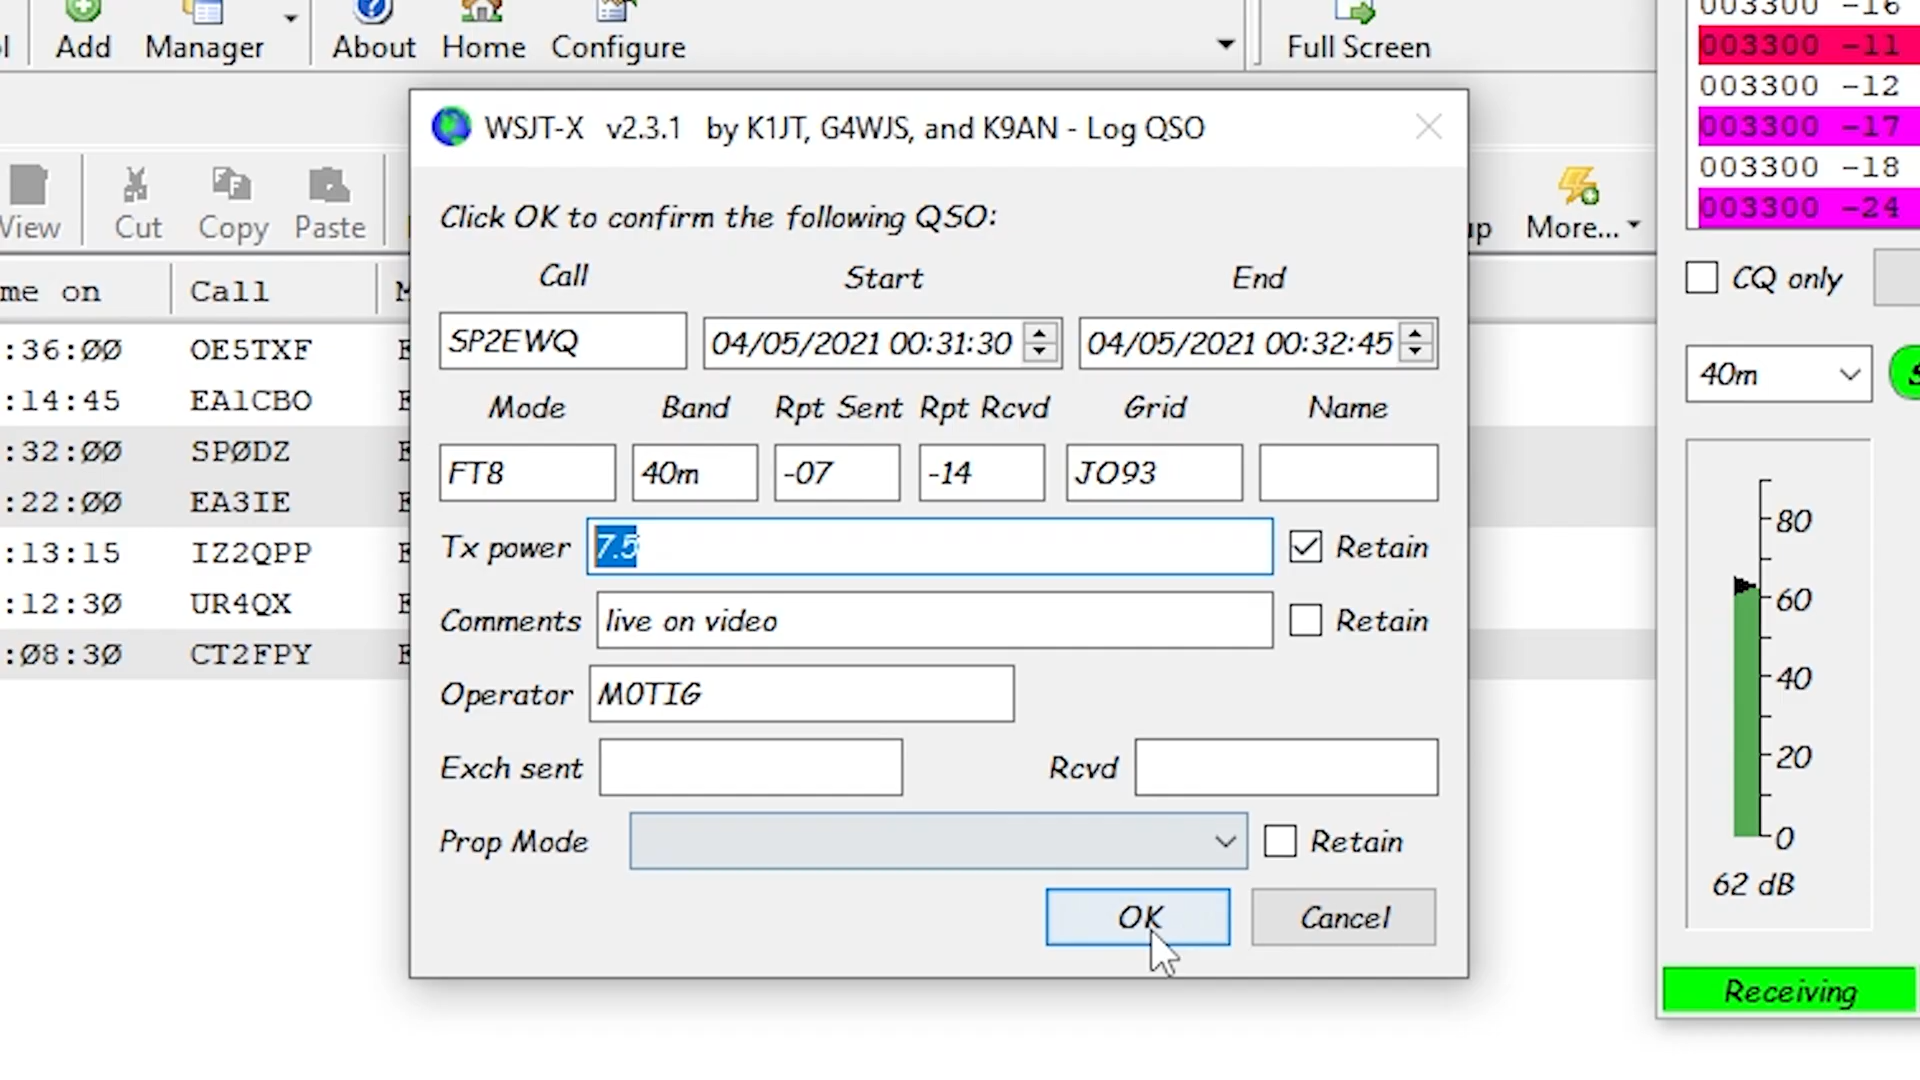 Add Manager About Home Configure Full Screen
WSJT-X v2.3.1 by K1JT, G4WJS, and K9AN - Log QSO
View Cut Copy Paste More...
Click OK to confirm the following QSO:
Call Start End
SP2EWQ 04/05/2021 00:31:30 04/05/2021 00:32:45
Mode Band Rpt Sent Rpt Rcvd Grid Name
FT8 40m -07 -14 JO93
Tx power 7.5 Retain
Comments live on video Retain
Operator M0TIG
Exch sent Rcvd
Prop Mode Retain
OK Cancel
me on Call
:36:00 OE5TXF
:14:45 EA1CBO
:32:00 SP0DZ
:22:00 EA3IE
:13:15 IZ2QPP
:12:30 UR4QX
:08:30 CT2FPY
003300 -16
003300 -11
003300 -12
003300 -17
003300 -18
003300 -24
CQ only
40m
80
60
40
20
0
62 dB
Receiving